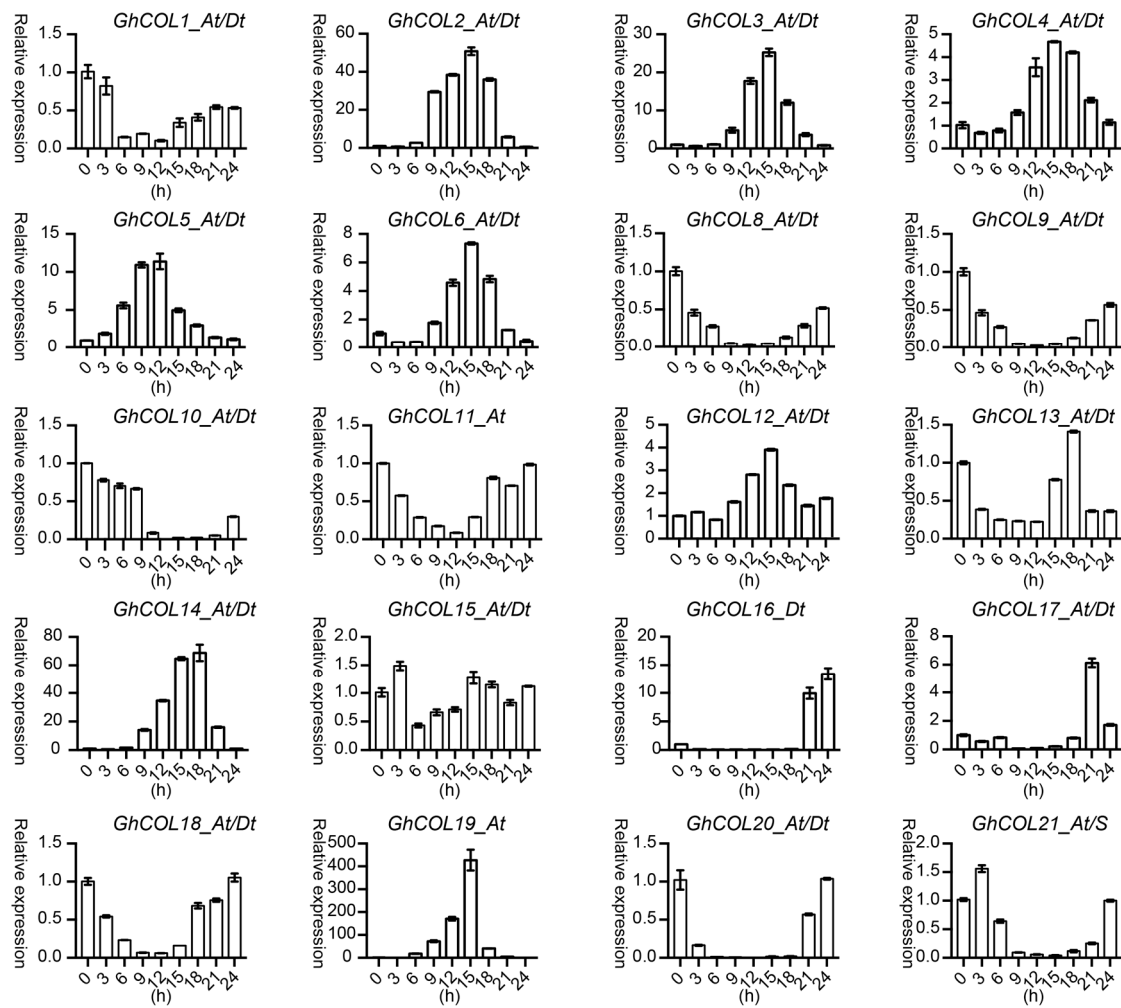 GhCOL1_At/Dt
Relative expression
1.5
1.0
0.5
0.0
0 3 6 9 12 15 18 21 24
(h)
GhCOL2_At/Dt
Relative expression
60
40
20
0
0 3 6 9 12 15 18 21 24
(h)
GhCOL3_At/Dt
Relative expression
30
20
10
0
0 3 6 9 12 15 18 21 24
(h)
GhCOL4_At/Dt
Relative expression
5
4
3
2
1
0
0 3 6 9 12 15 18 21 24
(h)
GhCOL5_At/Dt
Relative expression
15
10
5
0
0 3 6 9 12 15 18 21 24
(h)
GhCOL6_At/Dt
Relative expression
8
6
4
2
0
0 3 6 9 12 15 18 21 24
(h)
GhCOL8_At/Dt
Relative expression
1.5
1.0
0.5
0.0
0 3 6 9 12 15 18 21 24
(h)
GhCOL9_At/Dt
Relative expression
1.5
1.0
0.5
0.0
0 3 6 9 12 15 18 21 24
(h)
GhCOL10_At/Dt
Relative expression
1.5
1.0
0.5
0.0
0 3 6 9 12 15 18 21 24
(h)
GhCOL11_At
Relative expression
1.5
1.0
0.5
0.0
0 3 6 9 12 15 18 21 24
(h)
GhCOL12_At/Dt
Relative expression
5
4
3
2
1
0
0 3 6 9 12 15 18 21 24
(h)
GhCOL13_At/Dt
Relative expression
1.5
1.0
0.5
0.0
0 3 6 9 12 15 18 21 24
(h)
GhCOL14_At/Dt
Relative expression
80
60
40
20
0
0 3 6 9 12 15 18 21 24
(h)
GhCOL15_At/Dt
Relative expression
2.0
1.5
1.0
0.5
0.0
0 3 6 9 12 15 18 21 24
(h)
GhCOL16_Dt
Relative expression
20
15
10
5
0
0 3 6 9 12 15 18 21 24
(h)
GhCOL17_At/Dt
Relative expression
8
6
4
2
0
0 3 6 9 12 15 18 21 24
(h)
GhCOL18_At/Dt
Relative expression
1.5
1.0
0.5
0.0
0 3 6 9 12 15 18 21 24
(h)
GhCOL19_At
Relative expression
500
400
300
200
100
0
0 3 6 9 12 15 18 21 24
(h)
GhCOL20_At/Dt
Relative expression
1.5
1.0
0.5
0.0
0 3 6 9 12 15 18 21 24
(h)
GhCOL21_At/S
Relative expression
2.0
1.5
1.0
0.5
0.0
0 3 6 9 12 15 18 21 24
(h)